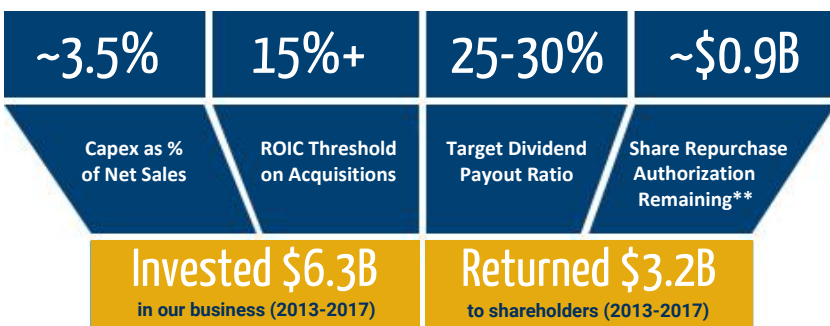 ~3.5%
15%+
25-30%
~$0.9B
Capex as %
of Net Sales
ROIC Threshold
on Acquisitions
Target Dividend
Payout Ratio
Share Repurchase
Authorization
Remaining**
Invested $6.3B
in our business (2013-2017)
Returned $3.2B
to shareholders (2013-2017)